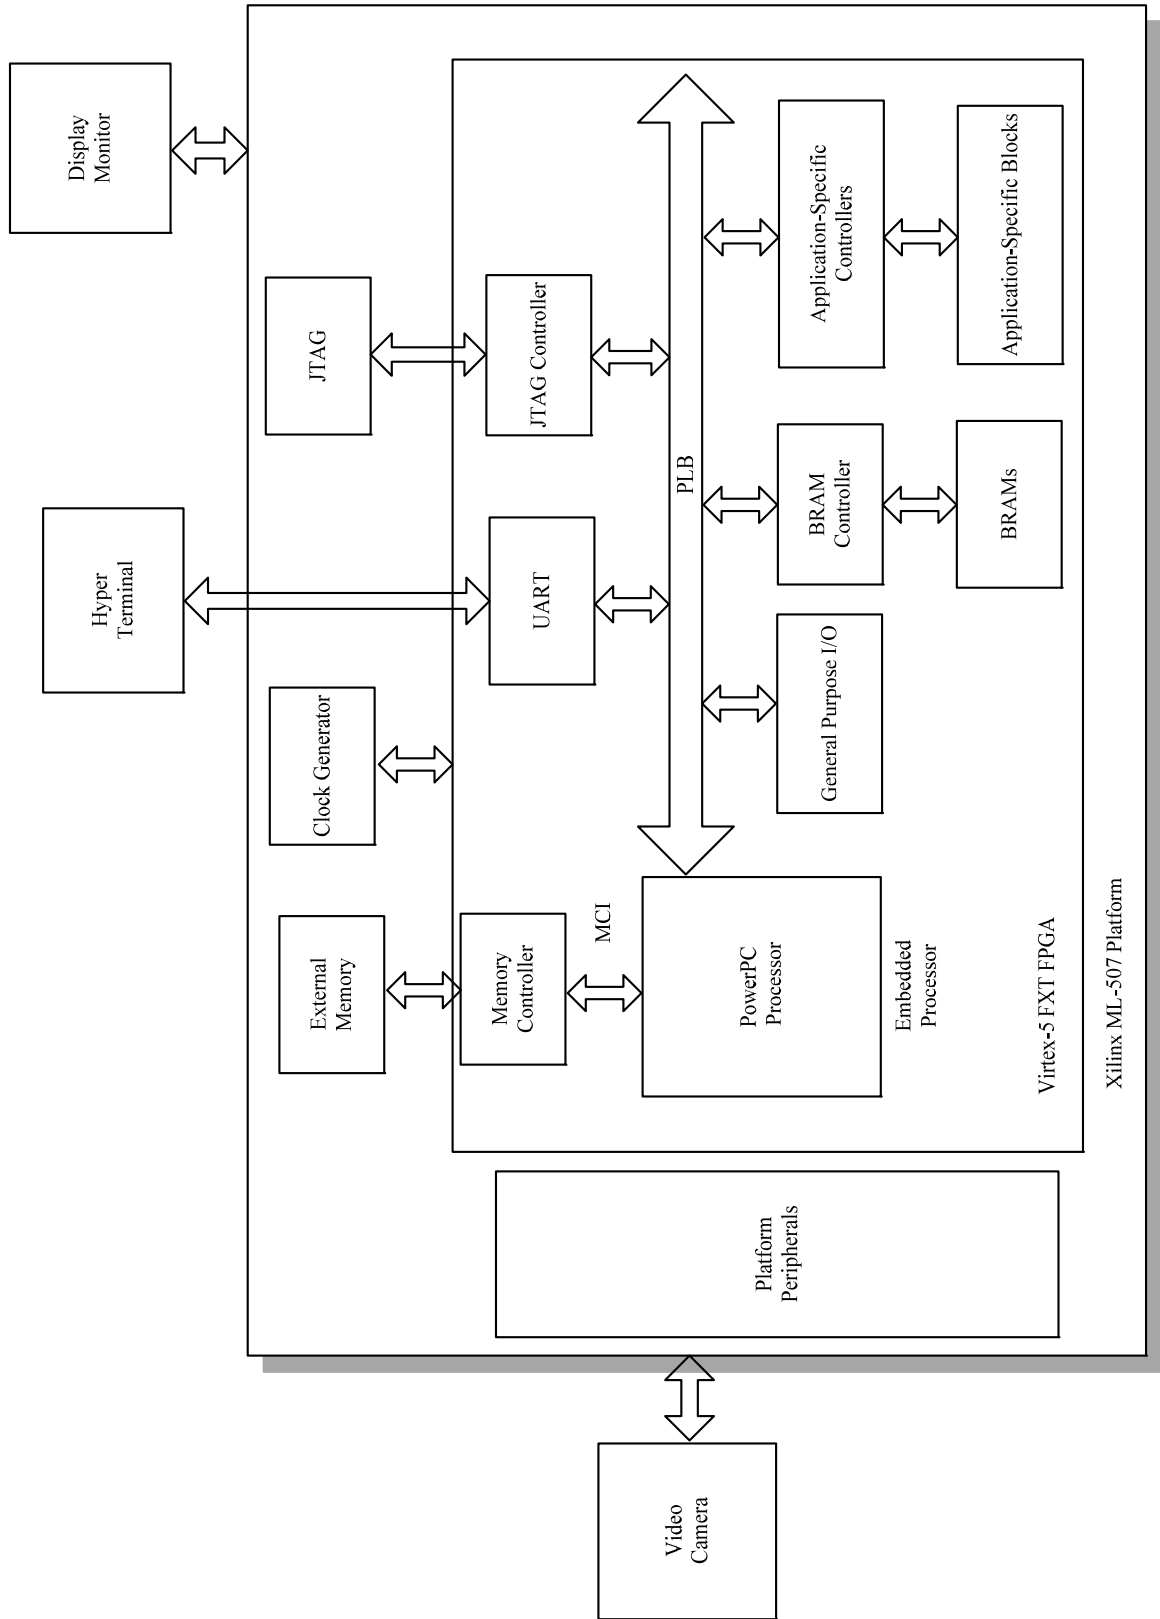 Display
Monitor
Hyper
Terminal
JTAG
Clock Generator
External
Memory
JTAG Controller
UART
Memory
Controller
MCI
PLB
PowerPC
Processor
Embedded
Processor
Application-Specific
Controllers
BRAM
Controller
General Purpose I/O
Application-Specific Blocks
BRAMs
Virtex-5 FXT FPGA
Xilinx ML-507 Platform
Platform
Peripherals
Video
Camera